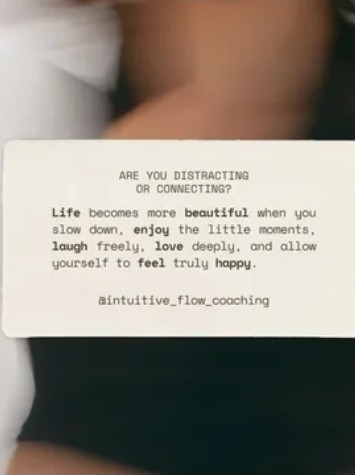 ARE YOU DISTRACTING
OR CONNECTING?
Life becomes more beautiful when you
slow down, enjoy the little moments,
laugh freely, love deeply, and allow
yourself to feel truly happy.
@intuitive_flow_coaching